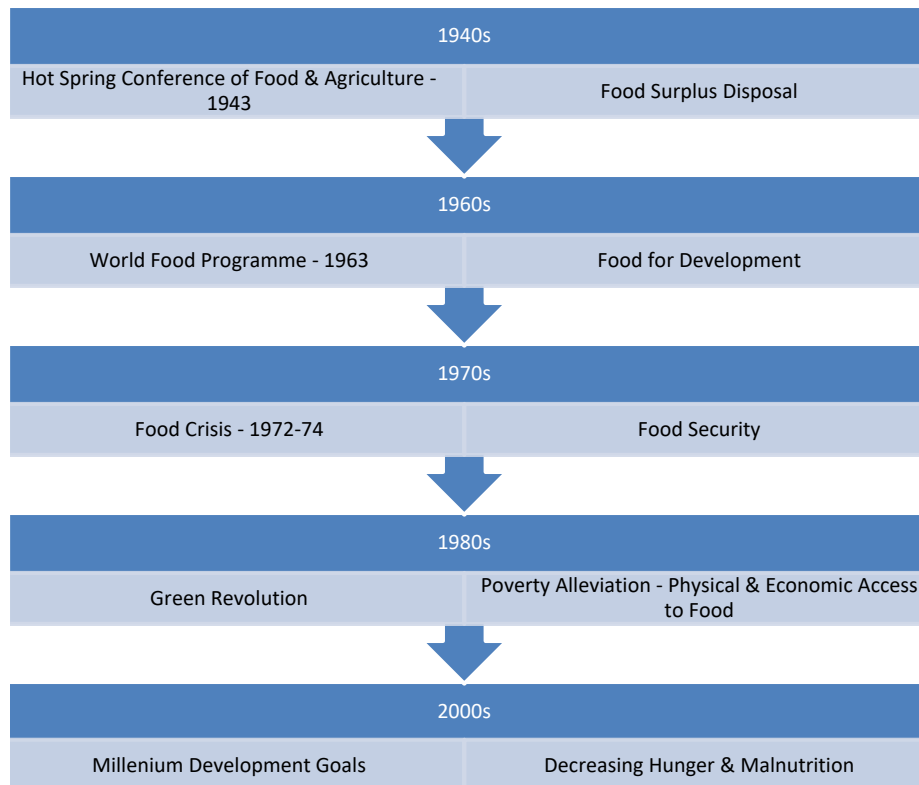 1940s
Hot Spring Conference of Food & Agriculture -
1943
Food Surplus Disposal
1960s
World Food Programme - 1963
Food for Development
1970s
Food Crisis - 1972-74
Food Security
1980s
Green Revolution
Poverty Alleviation - Physical & Economic Access
to Food
2000s
Millenium Development Goals
Decreasing Hunger & Malnutrition